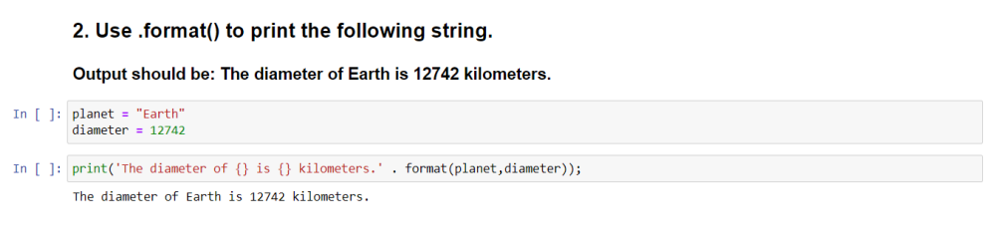 2. Use .format() to print the following string.
Output should be: The diameter of Earth is 12742 kilometers.
In [ ]: planet = "Earth"
diameter = 12742
In [ ]: print('The diameter of {} is {} kilometers.' . format(planet,diameter));
The diameter of Earth is 12742 kilometers.